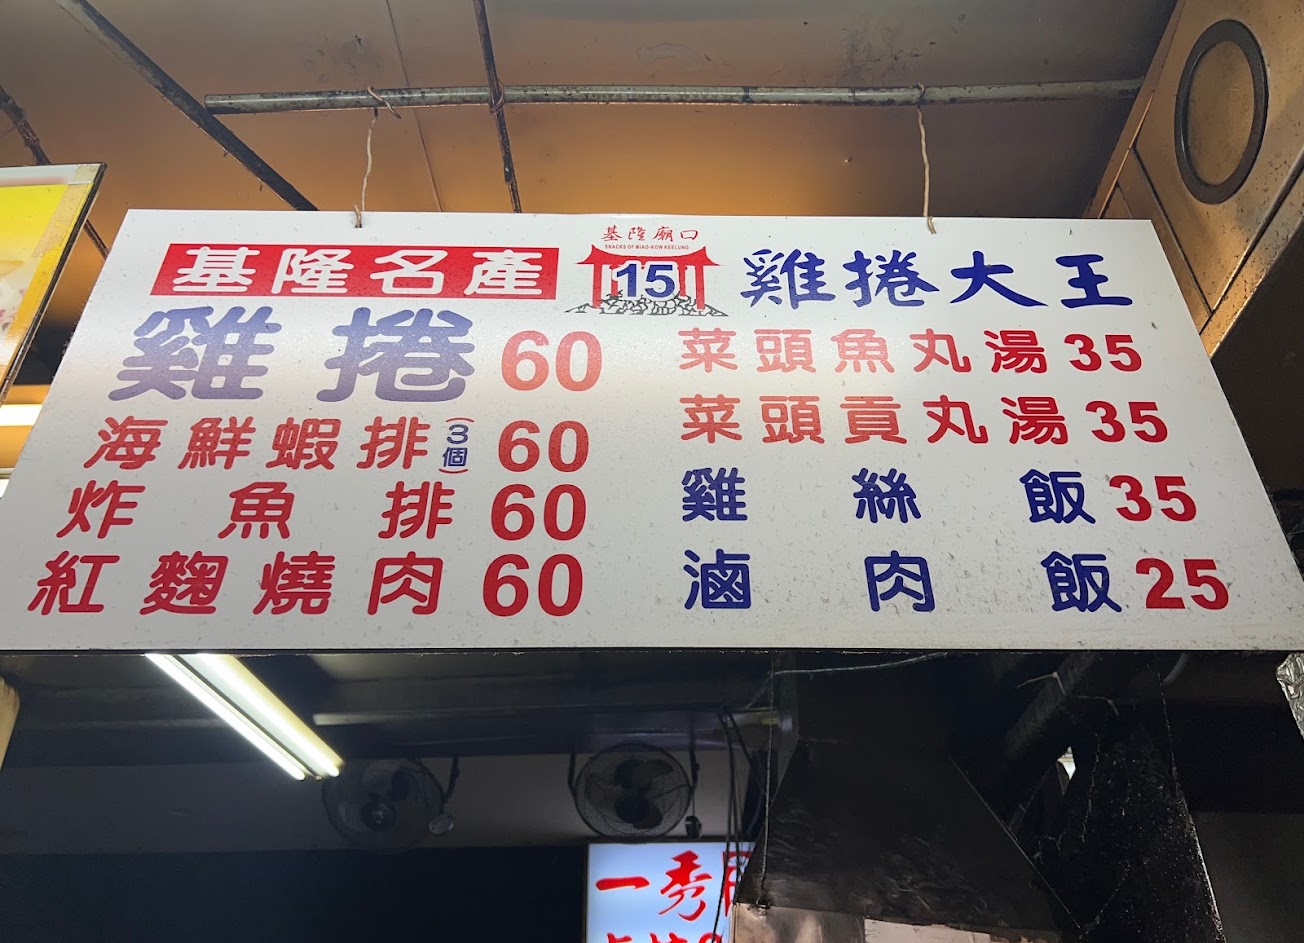 基隆名產
基隆廟口
SNACKS OF MIAO-KOW KEELUNG
15
雞捲大王
雞捲 60
海鮮蝦排(3個) 60
炸魚排 60
紅麴燒肉 60
菜頭魚丸湯 35
菜頭貢丸湯 35
雞絲飯 35
滷肉飯 25
一秀